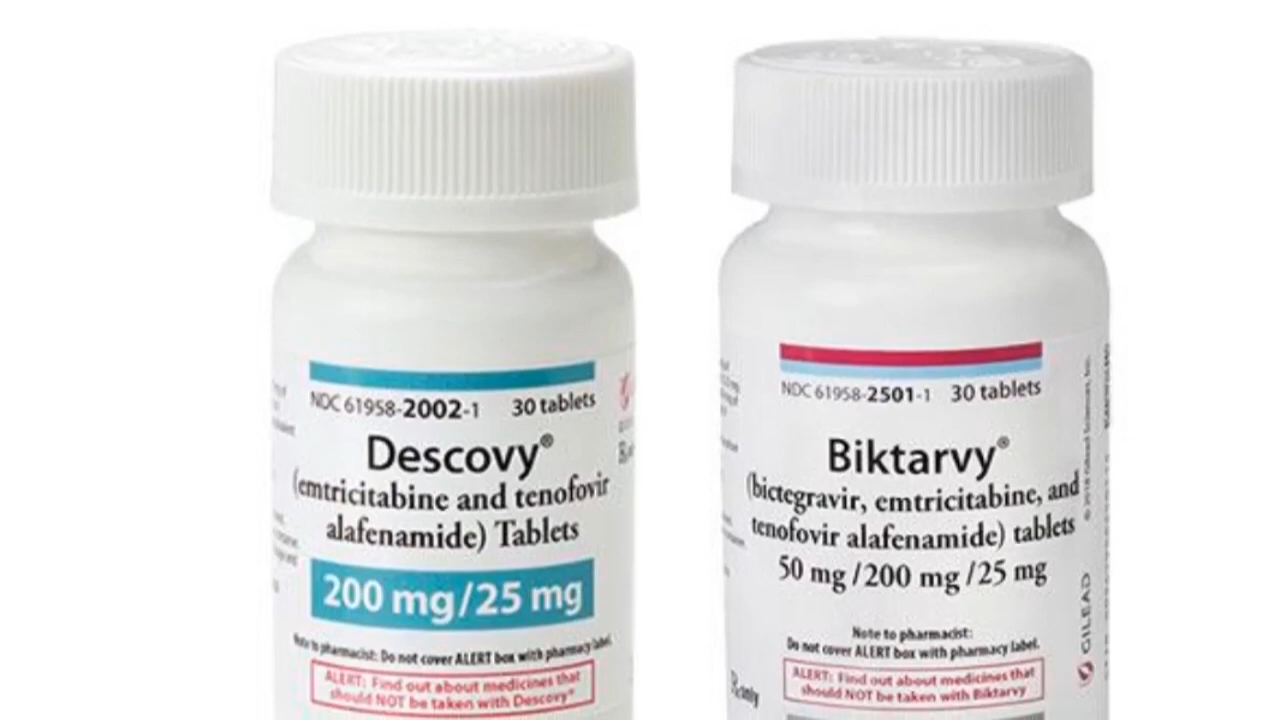 NDC 61958-2002-1 30 tablets
Descovy®
(emtricitabine and tenofovir
alafenamide) Tablets
200 mg/25 mg
Note to pharmacist: Do not cover ALERT box with pharmacy label.
ALERT: Find out about medicines that
should NOT be taken with Descovy®
NDC 61958-2501-1 30 tablets
Biktarvy®
(bictegravir, emtricitabine, and
tenofovir alafenamide) tablets
50 mg/200 mg/25 mg
Note to pharmacist:
Do not cover ALERT box with pharmacy label.
ALERT: Find out about medicines that
should NOT be taken with Biktarvy
Rx only
GILEAD